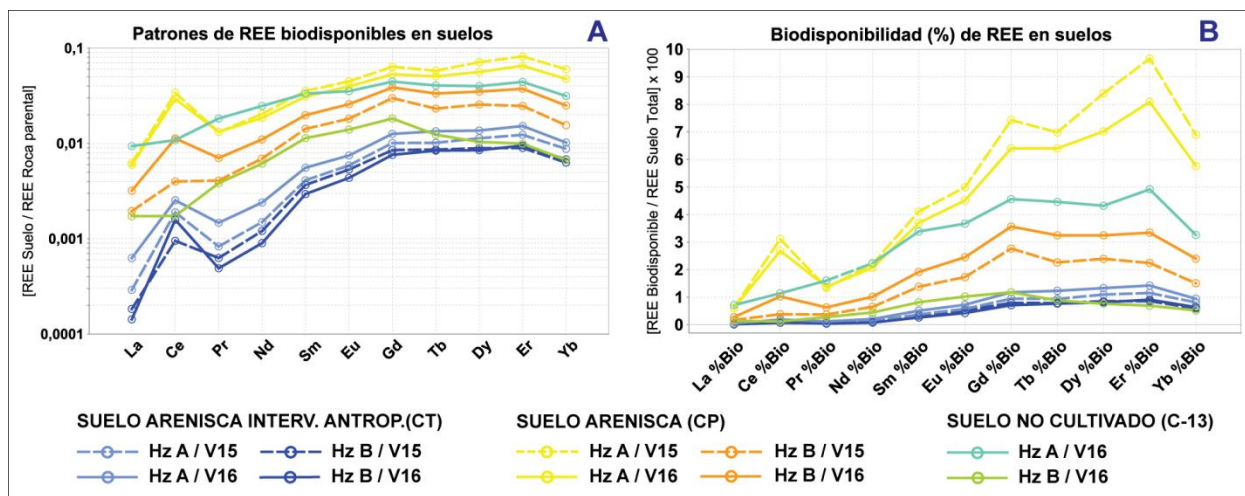 Patrones de REE biodisponibles en suelos
A
[REE Suelo / REE Roca parental]
0,1
0,01
0,001
0,0001
La
Ce
Pr
Nd
Sm
Eu
Gd
Tb
Dy
Er
Yb
Biodisponibilidad (%) de REE en suelos
B
[REE Biodisponible / REE Suelo Total] x 100
10
9
8
7
6
5
4
3
2
1
0
La %Bio
Ce %Bio
Pr %Bio
Nd %Bio
Sm %Bio
Eu %Bio
Gd %Bio
Tb %Bio
Dy %Bio
Er %Bio
Yb %Bio
SUELO ARENISCA INTERV. ANTROP.(CT)
Hz A / V15
Hz B / V15
Hz A / V16
Hz B / V16
SUELO ARENISCA (CP)
Hz A / V15
Hz B / V15
Hz A / V16
Hz B / V16
SUELO NO CULTIVADO (C-13)
Hz A / V16
Hz B / V16